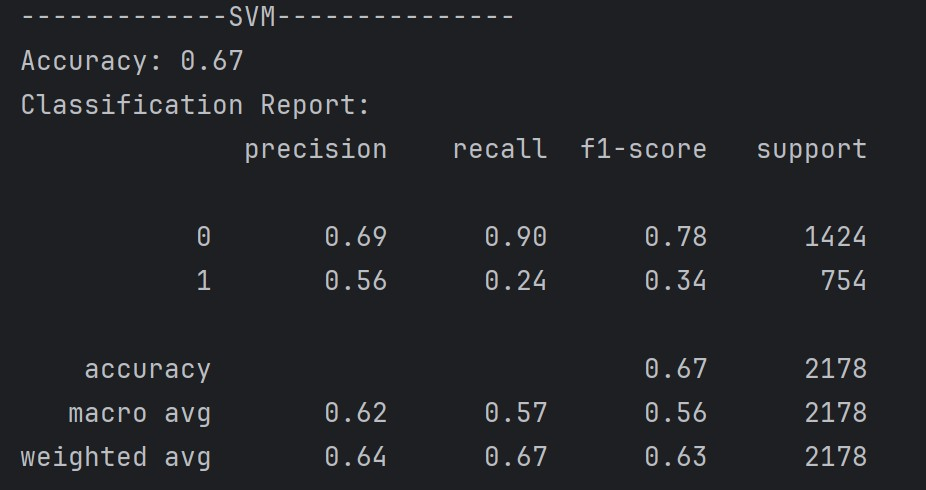 -------------SVM---------------
Accuracy: 0.67
Classification Report:
              precision    recall  f1-score   support

           0       0.69      0.90      0.78      1424
           1       0.56      0.24      0.34       754

    accuracy                           0.67      2178
   macro avg       0.62      0.57      0.56      2178
weighted avg       0.64      0.67      0.63      2178